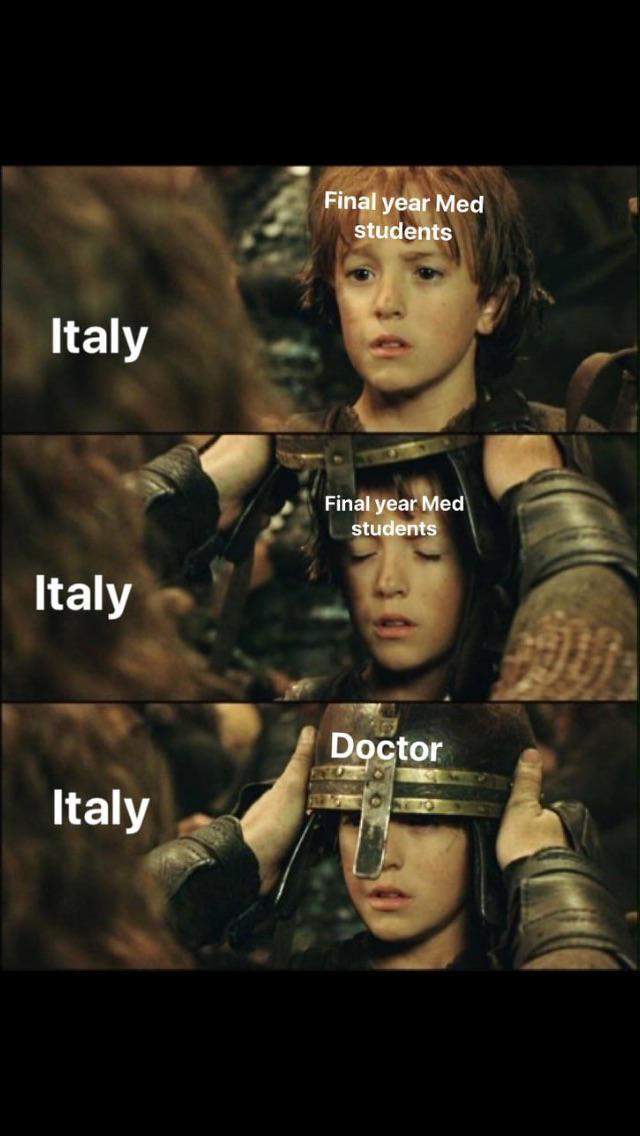 Final year Med
students
Italy
Final year Med
students
Italy
Doctor
Italy